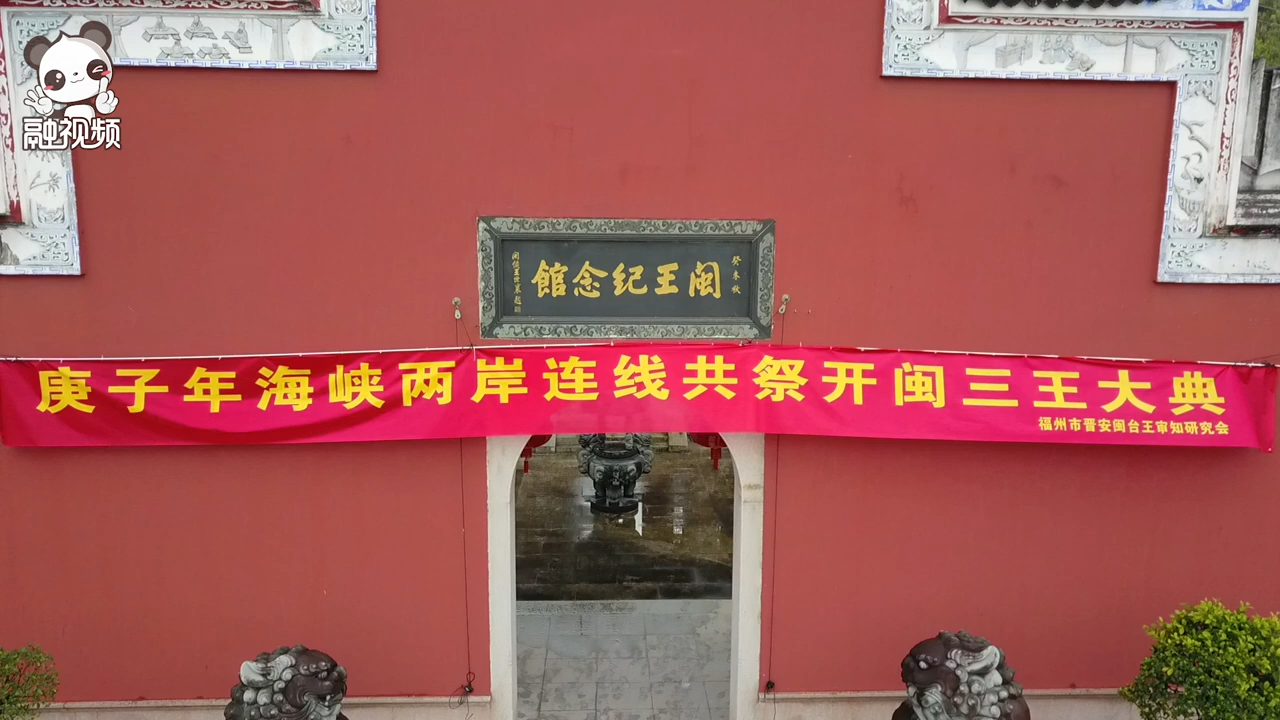 融视频
癸未秋
闽王纪念館
庚子年海峡两岸连线共祭开闽三王大典
福州市晋安闽台王审知研究会